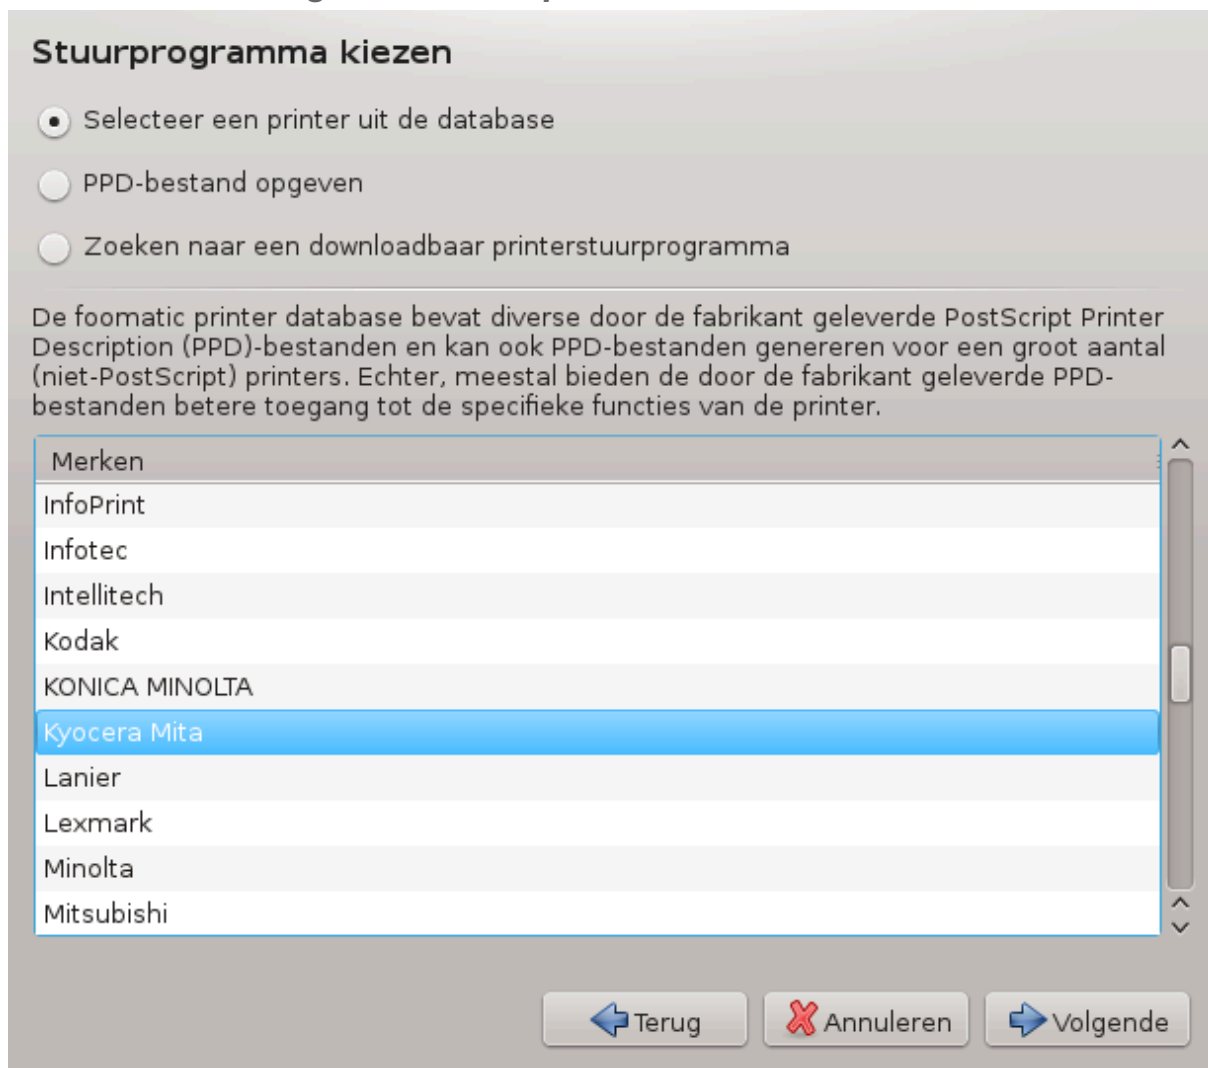 Stuurprogramma kiezen
Selecteer een printer uit de database
PPD-bestand opgeven
Zoeken naar een downloadbaar printerstuurprogramma
De foomatic printer database bevat diverse door de fabrikant geleverde PostScript Printer
Description (PPD)-bestanden en kan ook PPD-bestanden genereren voor een groot aantal
(niet-PostScript) printers. Echter, meestal bieden de door de fabrikant geleverde PPD-
bestanden betere toegang tot de specifieke functies van de printer.
Merken
InfoPrint
Infotec
Intellitech
Kodak
KONICA MINOLTA
Kyocera Mita
Lanier
Lexmark
Minolta
Mitsubishi
Terug Annuleren Volgende